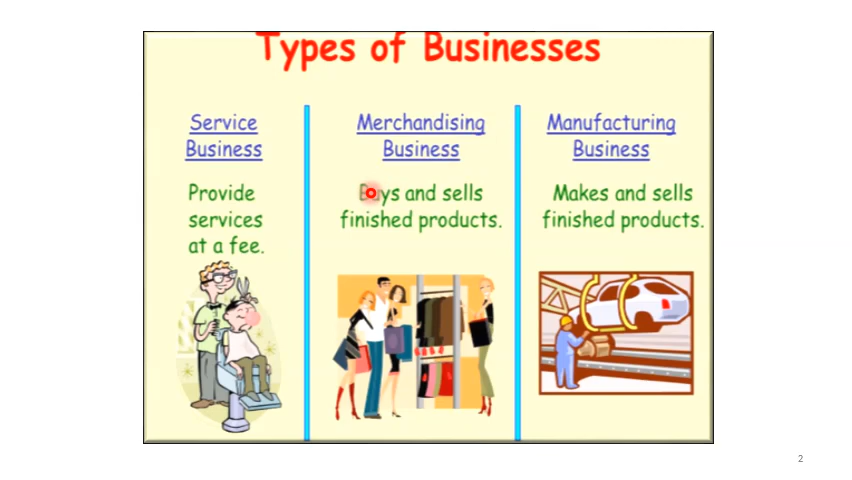 Types of Businesses
Service
Business
Provide
services
at a fee.
Merchandising
Business
Buys and sells
finished products.
Manufacturing
Business
Makes and sells
finished products.
2